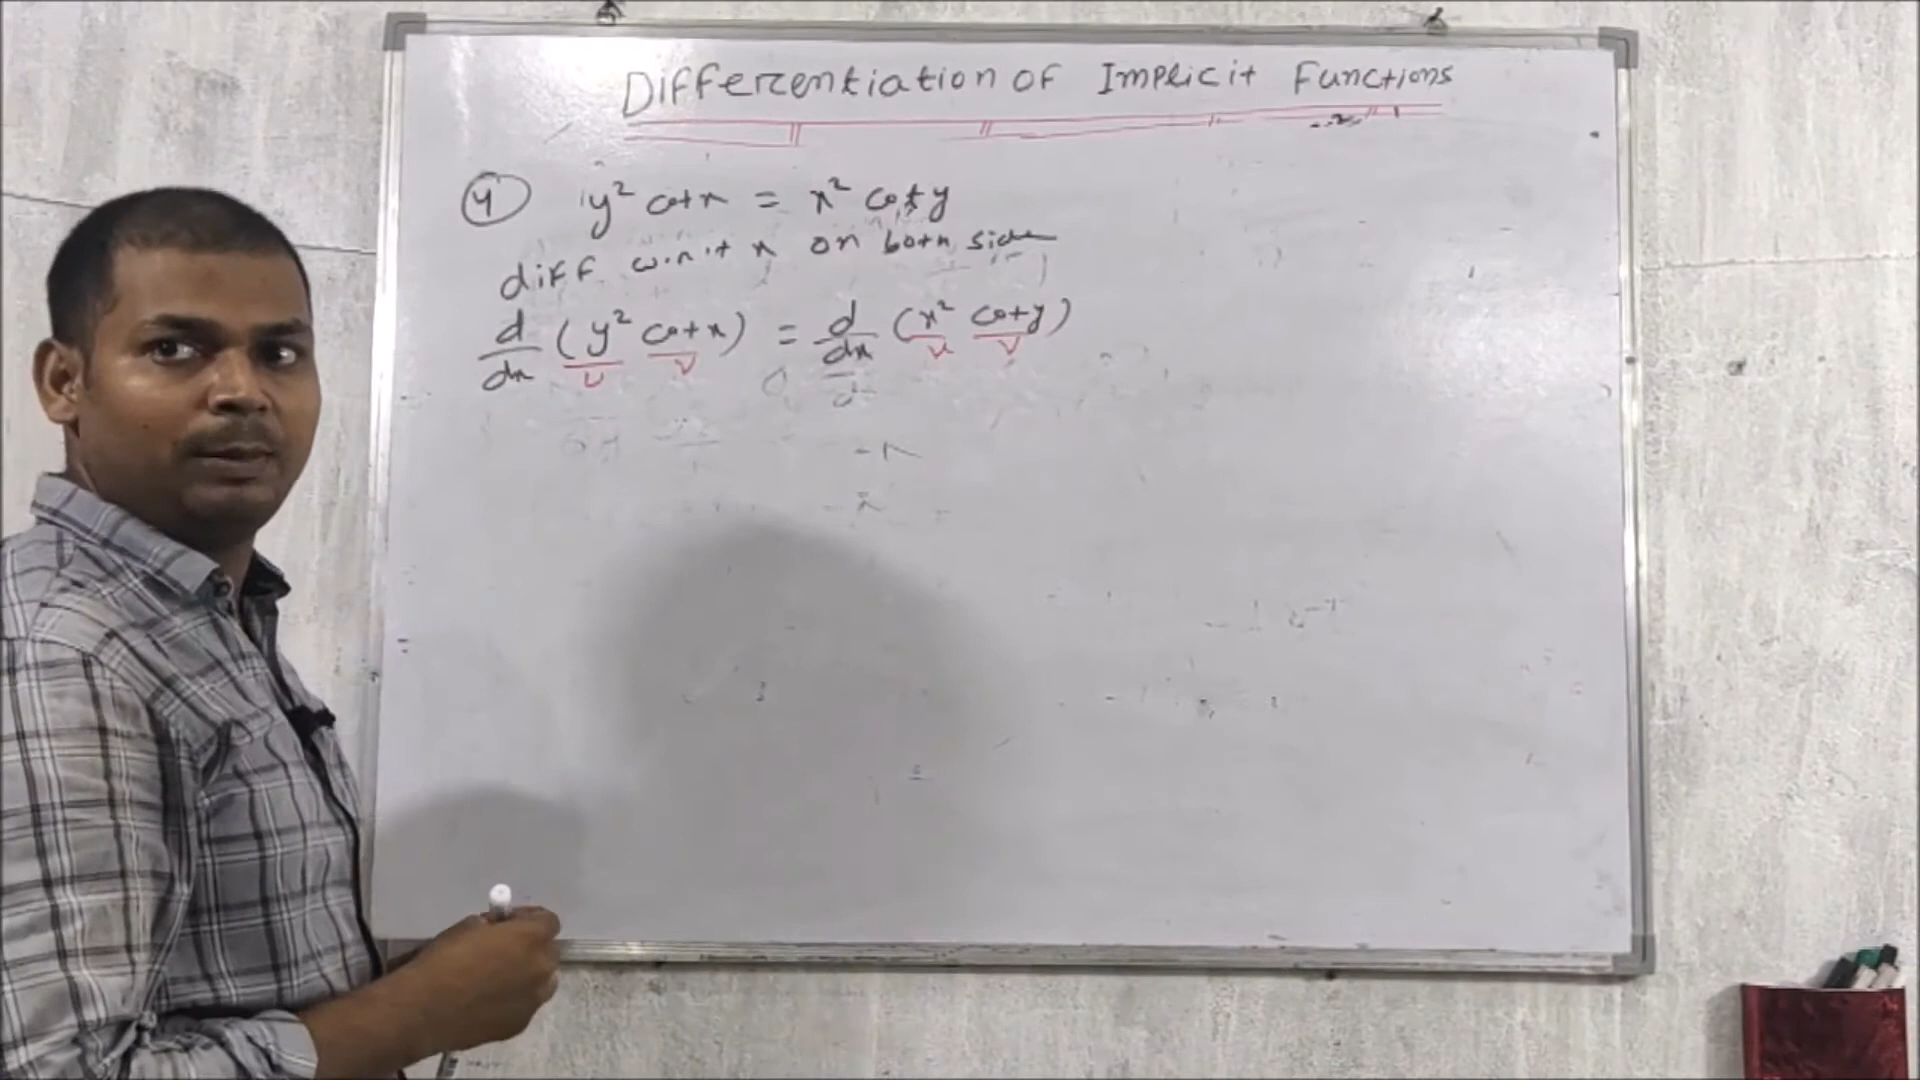 Differentiation of Implicit Functions
④ y² cot x = x² cot y
diff w.r.t x on both side
d/dx (y² cot x) = d/dx (x² cot y)
u v u v